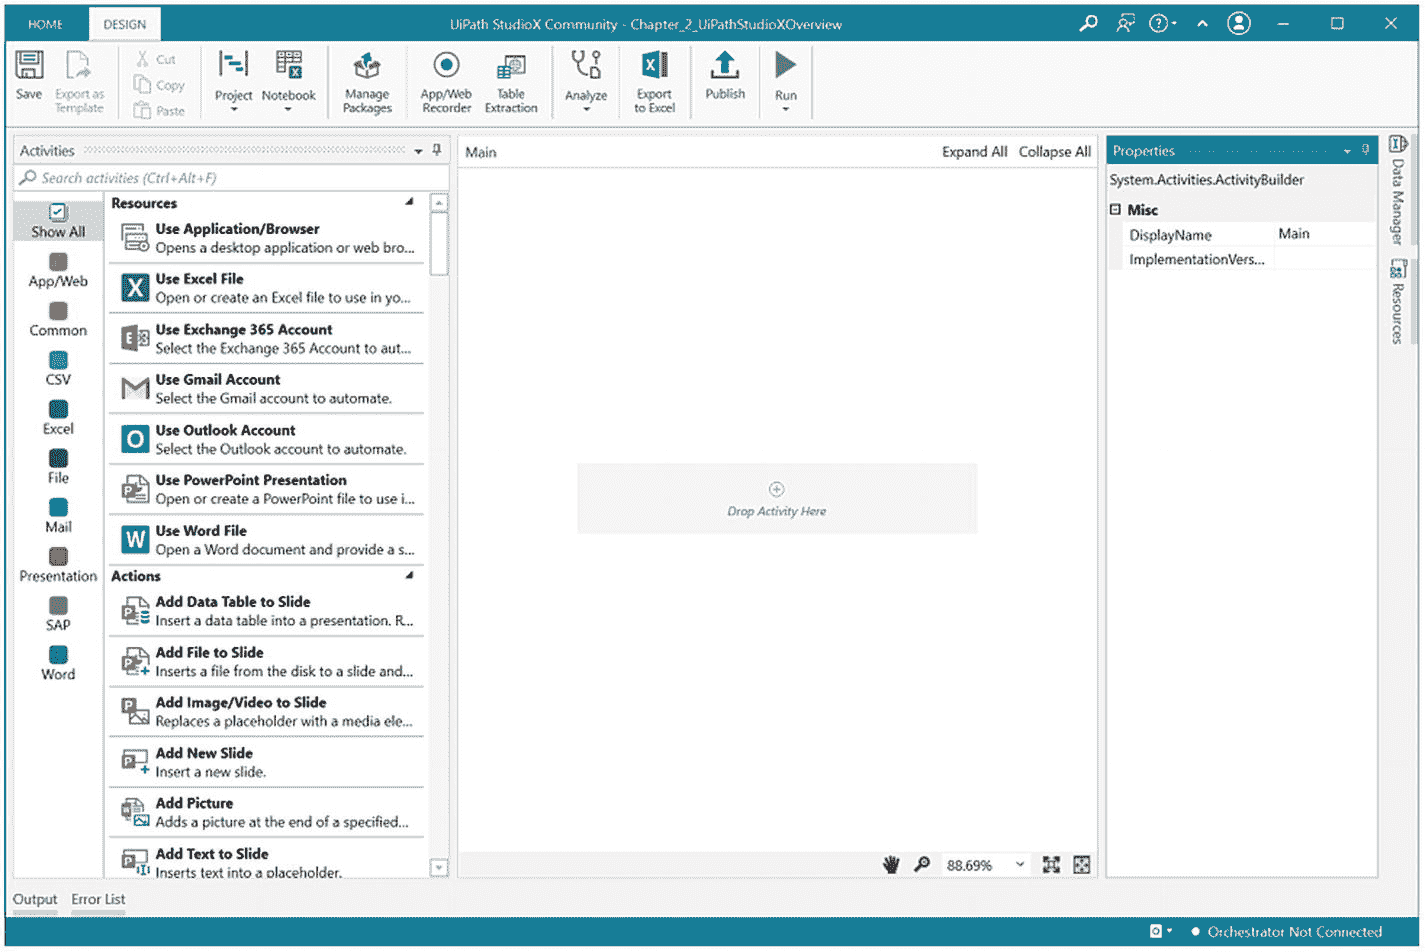 HOME DESIGN UiPath StudioX Community - Chapter_2_UiPathStudioXOverview
Save Export as Template Cut Copy Paste Project Notebook Manage Packages App/Web Recorder Table Extraction Analyze Export to Excel Publish Run
Activities
Search activities (Ctrl+Alt+F)
Show All
App/Web
Common
CSV
Excel
File
Mail
Presentation
SAP
Word
Resources
Use Application/Browser
Opens a desktop application or web bro...
Use Excel File
Open or create an Excel file to use in yo...
Use Exchange 365 Account
Select the Exchange 365 Account to aut...
Use Gmail Account
Select the Gmail account to automate.
Use Outlook Account
Select the Outlook account to automate.
Use PowerPoint Presentation
Open or create a PowerPoint file to use i...
Use Word File
Open a Word document and provide a s...
Actions
Add Data Table to Slide
Insert a data table into a presentation. R...
Add File to Slide
Inserts a file from the disk to a slide and...
Add Image/Video to Slide
Replaces a placeholder with a media ele...
Add New Slide
Insert a new slide.
Add Picture
Adds a picture at the end of a specified...
Add Text to Slide
Inserts text into a placeholder.
Main Expand All Collapse All
Drop Activity Here
88.69%
Properties
System.Activities.ActivityBuilder
Misc
DisplayName Main
ImplementationVers...
Data Manager
Resources
Output Error List
Orchestrator Not Connected